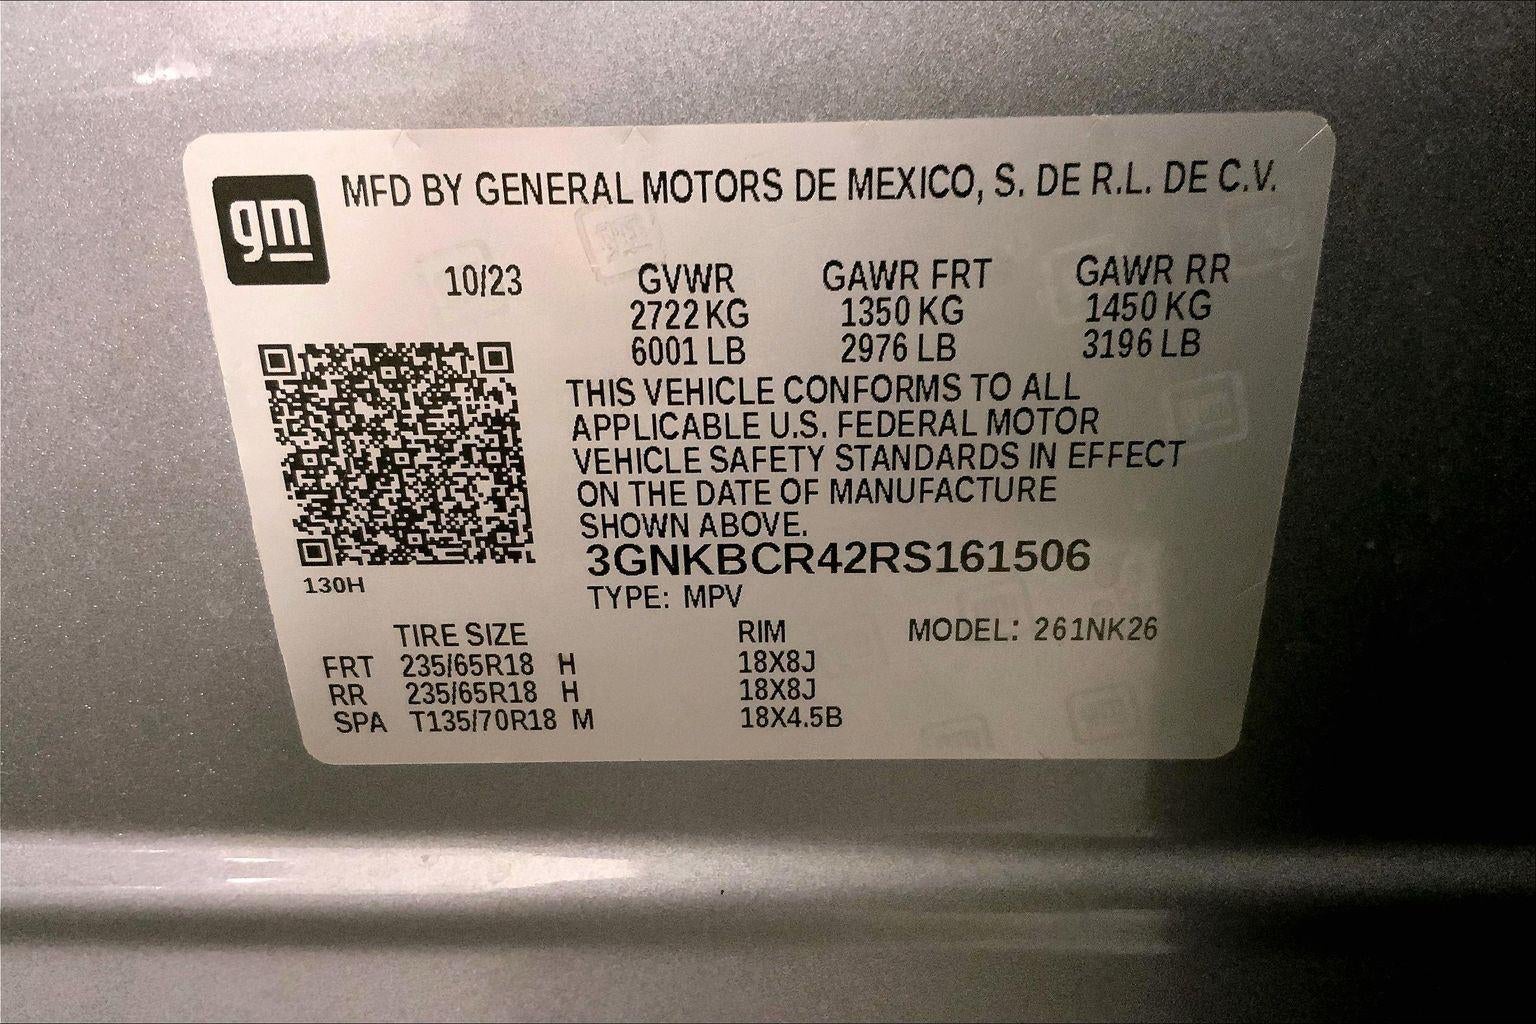 gm
MFD BY GENERAL MOTORS DE MEXICO, S. DE R.L. DE C.V.
10/23 GVWR GAWR FRT GAWR RR
2722 KG 1350 KG 1450 KG
6001 LB 2976 LB 3196 LB
THIS VEHICLE CONFORMS TO ALL
APPLICABLE U.S. FEDERAL MOTOR
VEHICLE SAFETY STANDARDS IN EFFECT
ON THE DATE OF MANUFACTURE
SHOWN ABOVE.
3GNKBCR42RS161506
130H
TYPE: MPV
TIRE SIZE RIM MODEL: 261NK26
FRT 235/65R18 H 18X8J
RR 235/65R18 H 18X8J
SPA T135/70R18 M 18X4.5B